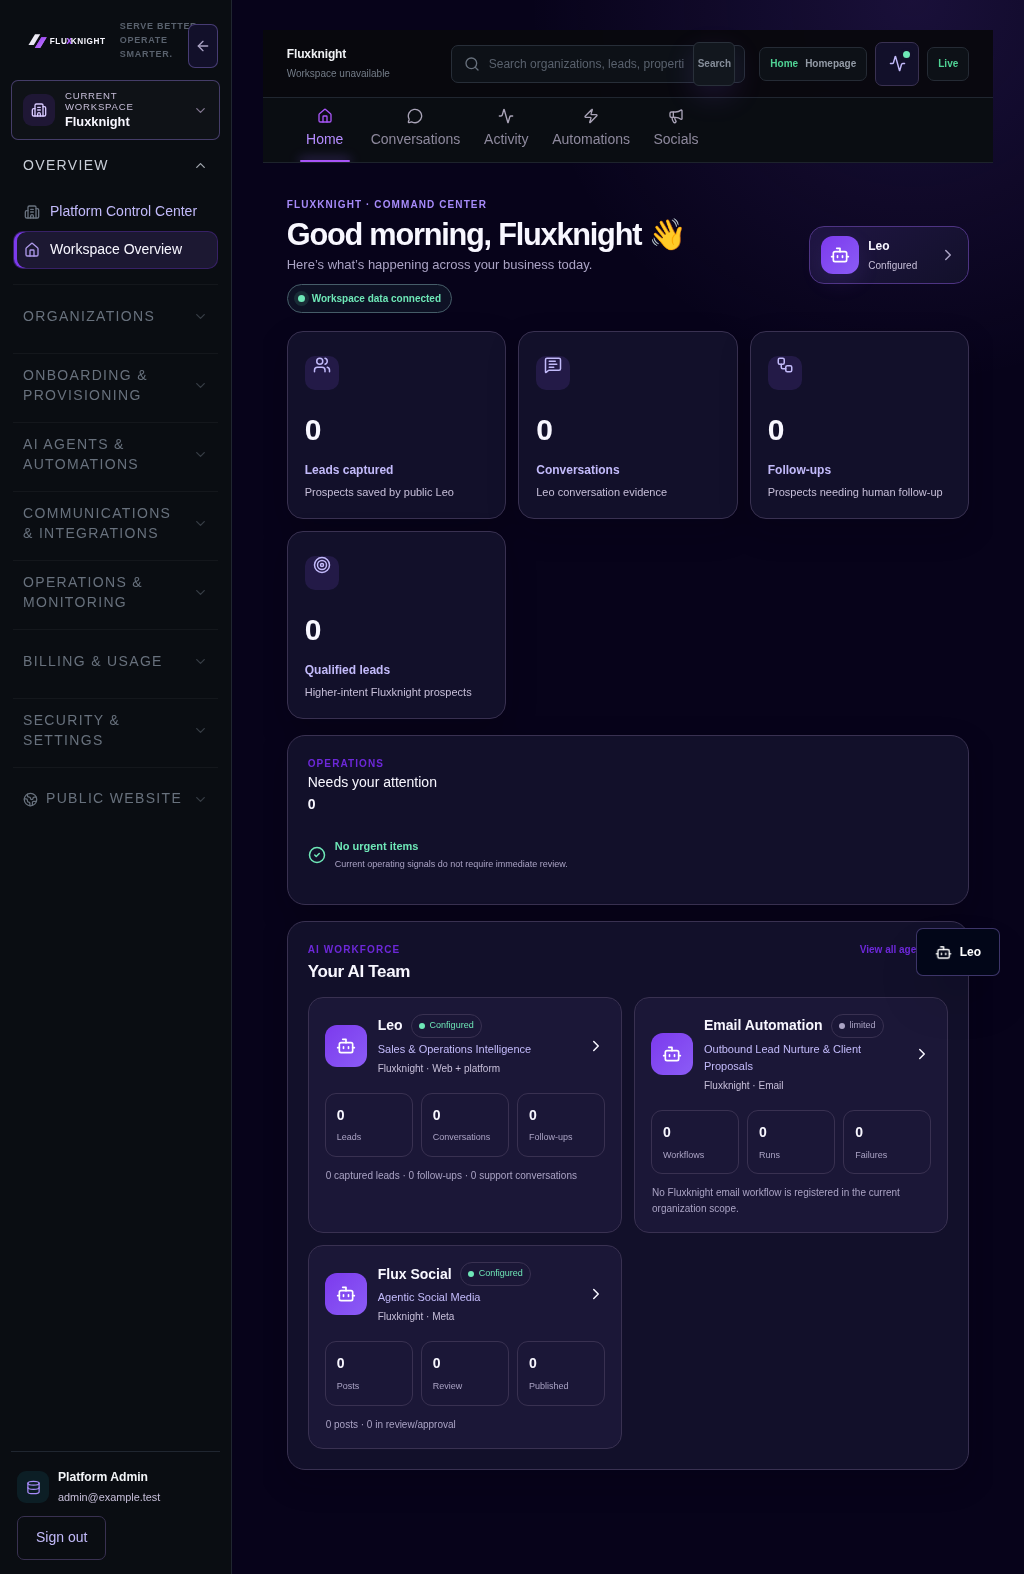 FLUXKNIGHT
SERVE BETTER
OPERATE
SMARTER.
CURRENT
WORKSPACE
Fluxknight
OVERVIEW
Platform Control Center
Workspace Overview
ORGANIZATIONS
ONBOARDING &
PROVISIONING
AI AGENTS &
AUTOMATIONS
COMMUNICATIONS
& INTEGRATIONS
OPERATIONS &
MONITORING
BILLING & USAGE
SECURITY &
SETTINGS
PUBLIC WEBSITE
Platform Admin
admin@example.test
Sign out
Fluxknight
Workspace unavailable
Search organizations, leads, properti
Search
Home Homepage
Live
Home
Conversations
Activity
Automations
Socials
FLUXKNIGHT · COMMAND CENTER
Good morning, Fluxknight 👋
Here's what's happening across your business today.
Workspace data connected
Leo
Configured
0
Leads captured
Prospects saved by public Leo
0
Conversations
Leo conversation evidence
0
Follow-ups
Prospects needing human follow-up
0
Qualified leads
Higher-intent Fluxknight prospects
OPERATIONS
Needs your attention
0
No urgent items
Current operating signals do not require immediate review.
AI WORKFORCE
Your AI Team
View all age
Leo
Leo Configured
Sales & Operations Intelligence
Fluxknight · Web + platform
0
Leads
0
Conversations
0
Follow-ups
0 captured leads · 0 follow-ups · 0 support conversations
Email Automation limited
Outbound Lead Nurture & Client
Proposals
Fluxknight · Email
0
Workflows
0
Runs
0
Failures
No Fluxknight email workflow is registered in the current
organization scope.
Flux Social Configured
Agentic Social Media
Fluxknight · Meta
0
Posts
0
Review
0
Published
0 posts · 0 in review/approval